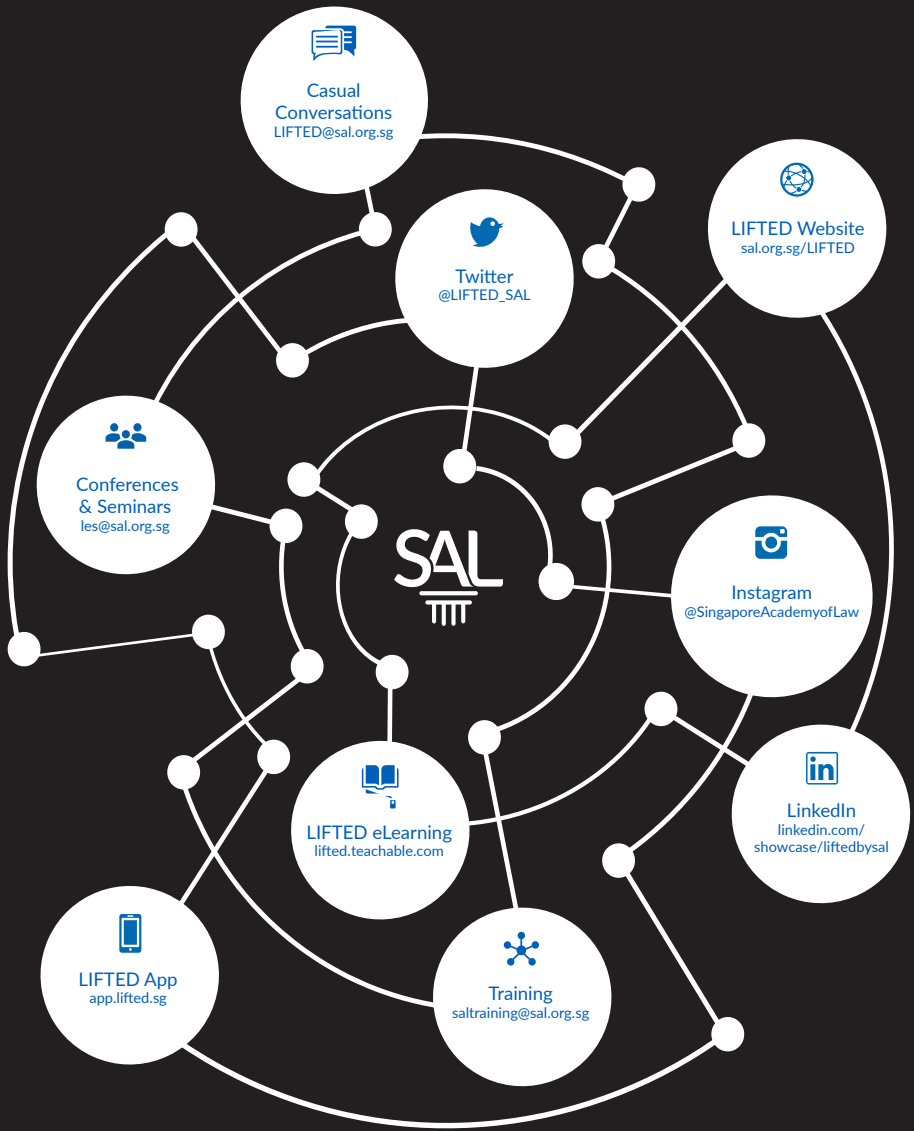 Casual
Conversations
LIFTED@sal.org.sg
LIFTED Website
sal.org.sg/LIFTED
Twitter
@LIFTED_SAL
Conferences
& Seminars
les@sal.org.sg
SAL
Instagram
@SingaporeAcademyofLaw
LinkedIn
linkedin.com/
showcase/liftedbysal
LIFTED eLearning
lifted.teachable.com
LIFTED App
app.lifted.sg
Training
saltraining@sal.org.sg